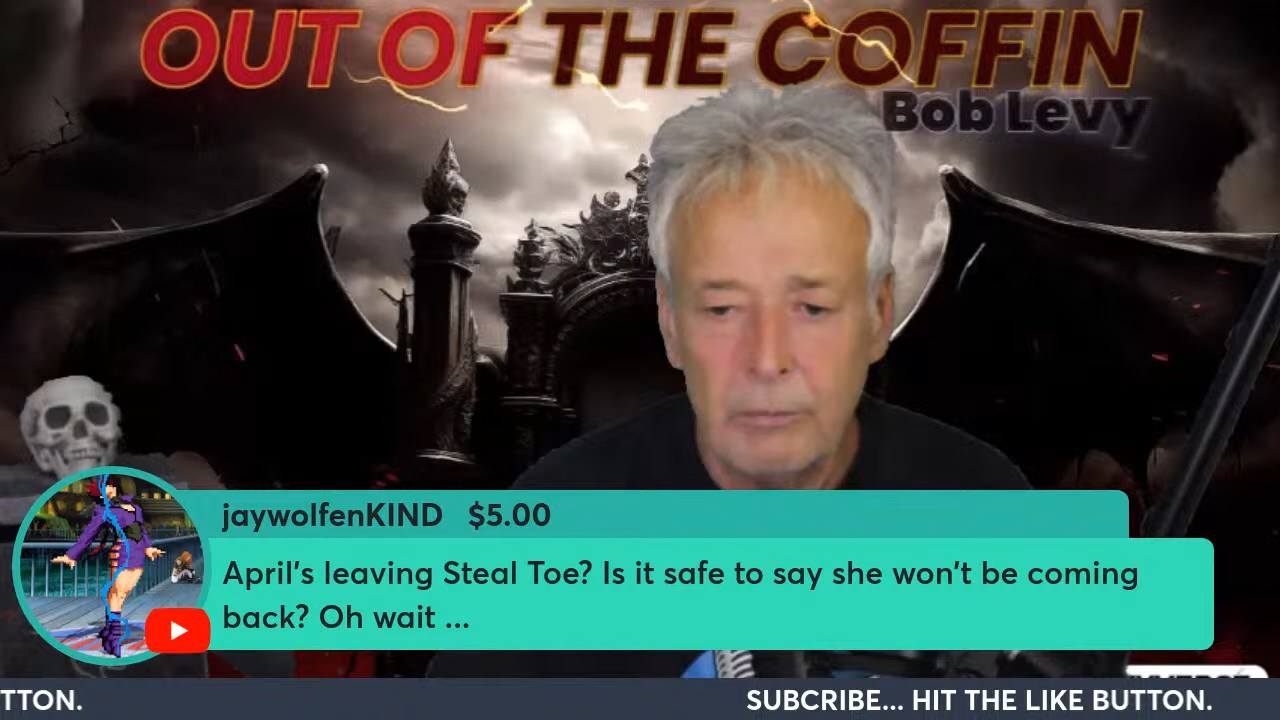 OUT OF THE COFFIN
Bob Levy
jaywolfenKIND $5.00
April's leaving Steal Toe? Is it safe to say she won't be coming
back? Oh wait ...
TTON. SUBCRIBE... HIT THE LIKE BUTTON.